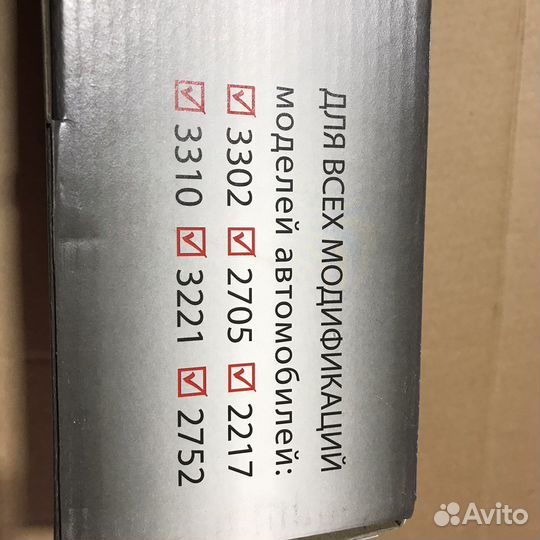 ДЛЯ ВСЕХ МОДИФИКАЦИЙ
моделей автомобилей:
☑ 3302 ☑ 2705 ☑ 2217
☑ 3310 ☑ 3221 ☑ 2752
Avito